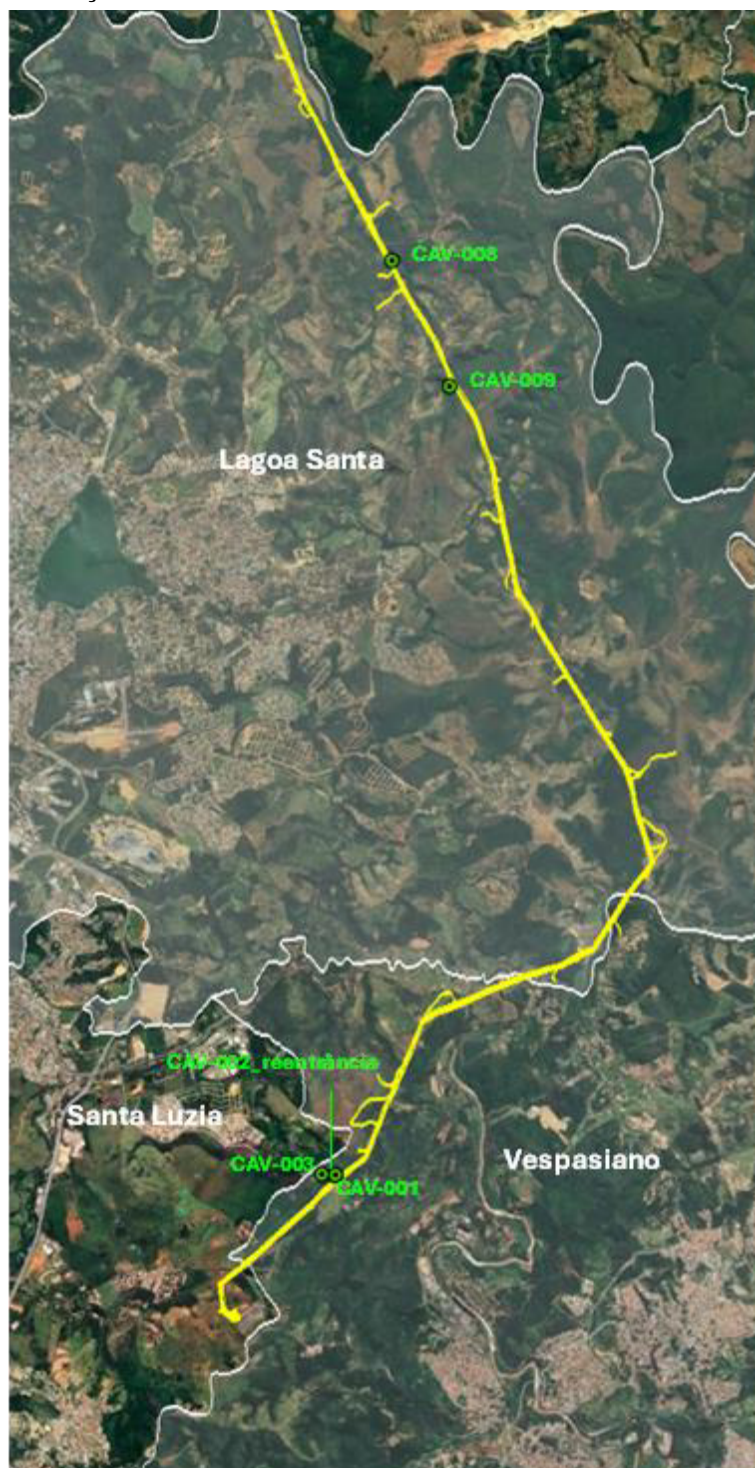 CAV-008
CAV-009
Lagoa Santa
CAV-002_reentrância
Santa Luzia
CAV-003
Vespasiano
CAV-001